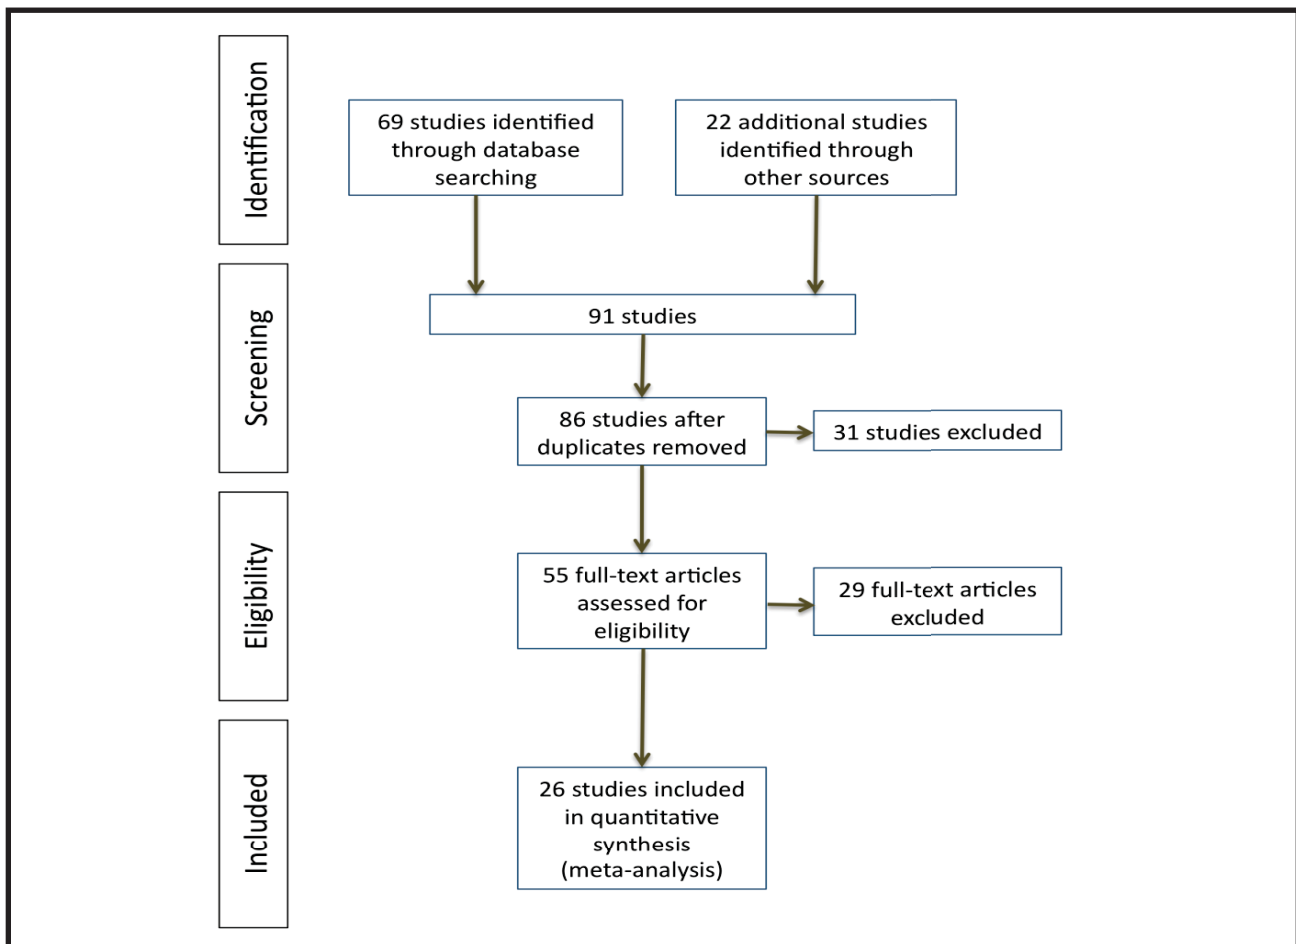 Identification
69 studies identified
through database
searching
22 additional studies
identified through
other sources
Screening
91 studies
86 studies after
duplicates removed
31 studies excluded
Eligibility
55 full-text articles
assessed for
eligibility
29 full-text articles
excluded
Included
26 studies included
in quantitative
synthesis
(meta-analysis)